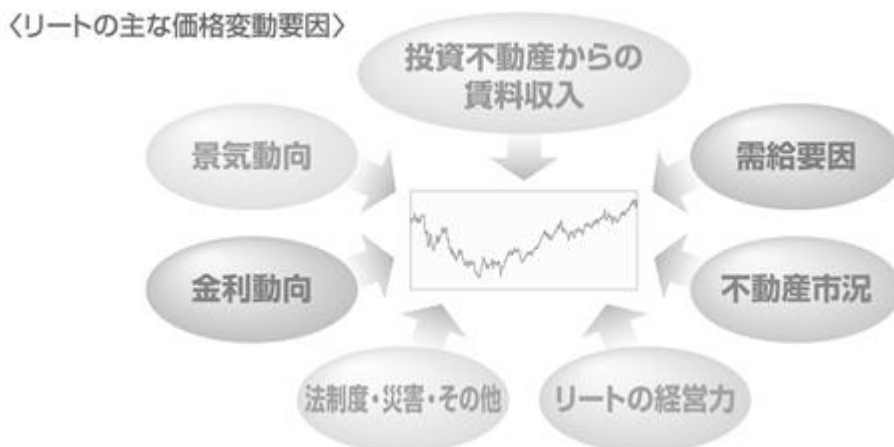 〈リートの主な価格変動要因〉
投資不動産からの
賃料収入
景気動向
需給要因
金利動向
不動産市況
法制度・災害・その他
リートの経営力